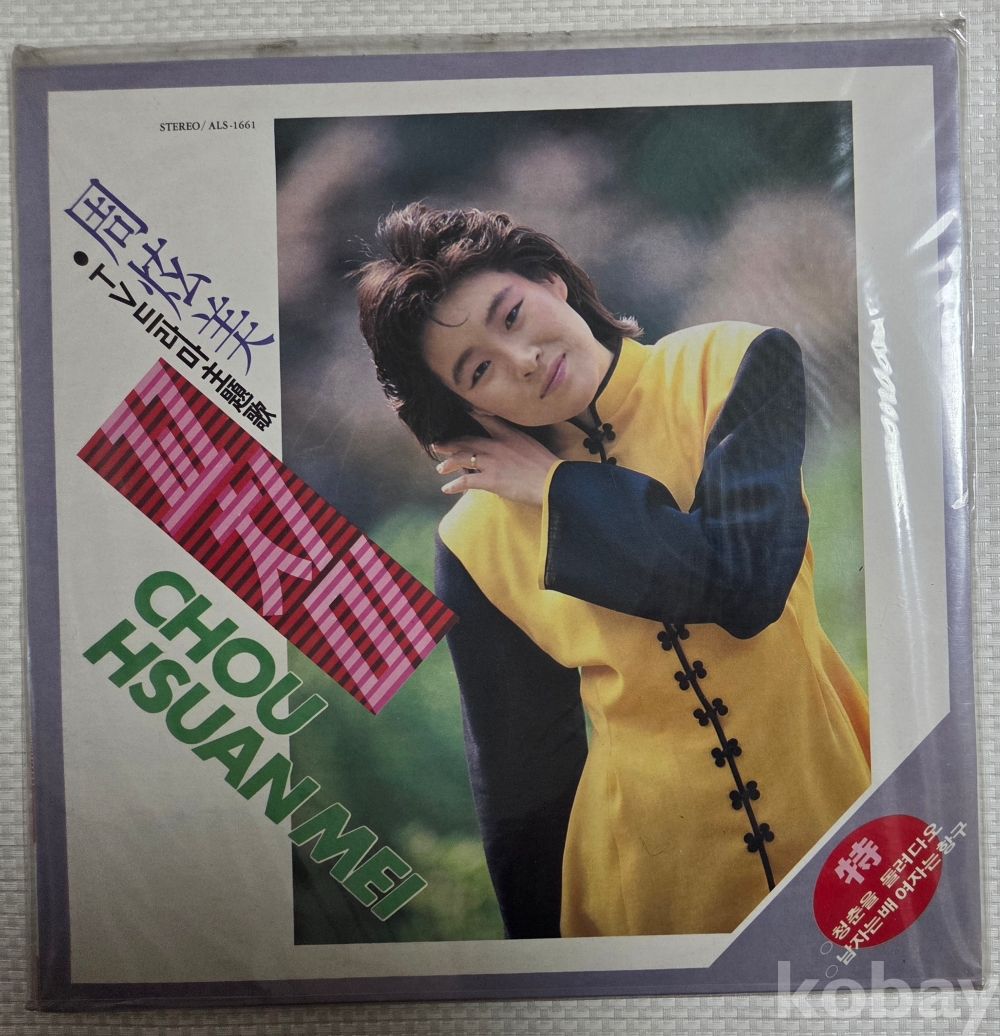 STEREO/ ALS-1661
周炫美
●TV드라마 主題歌
CHOU
HSUAN MEI
特
○청춘을 돌려다오
○남자는배 여자는항구
kobay